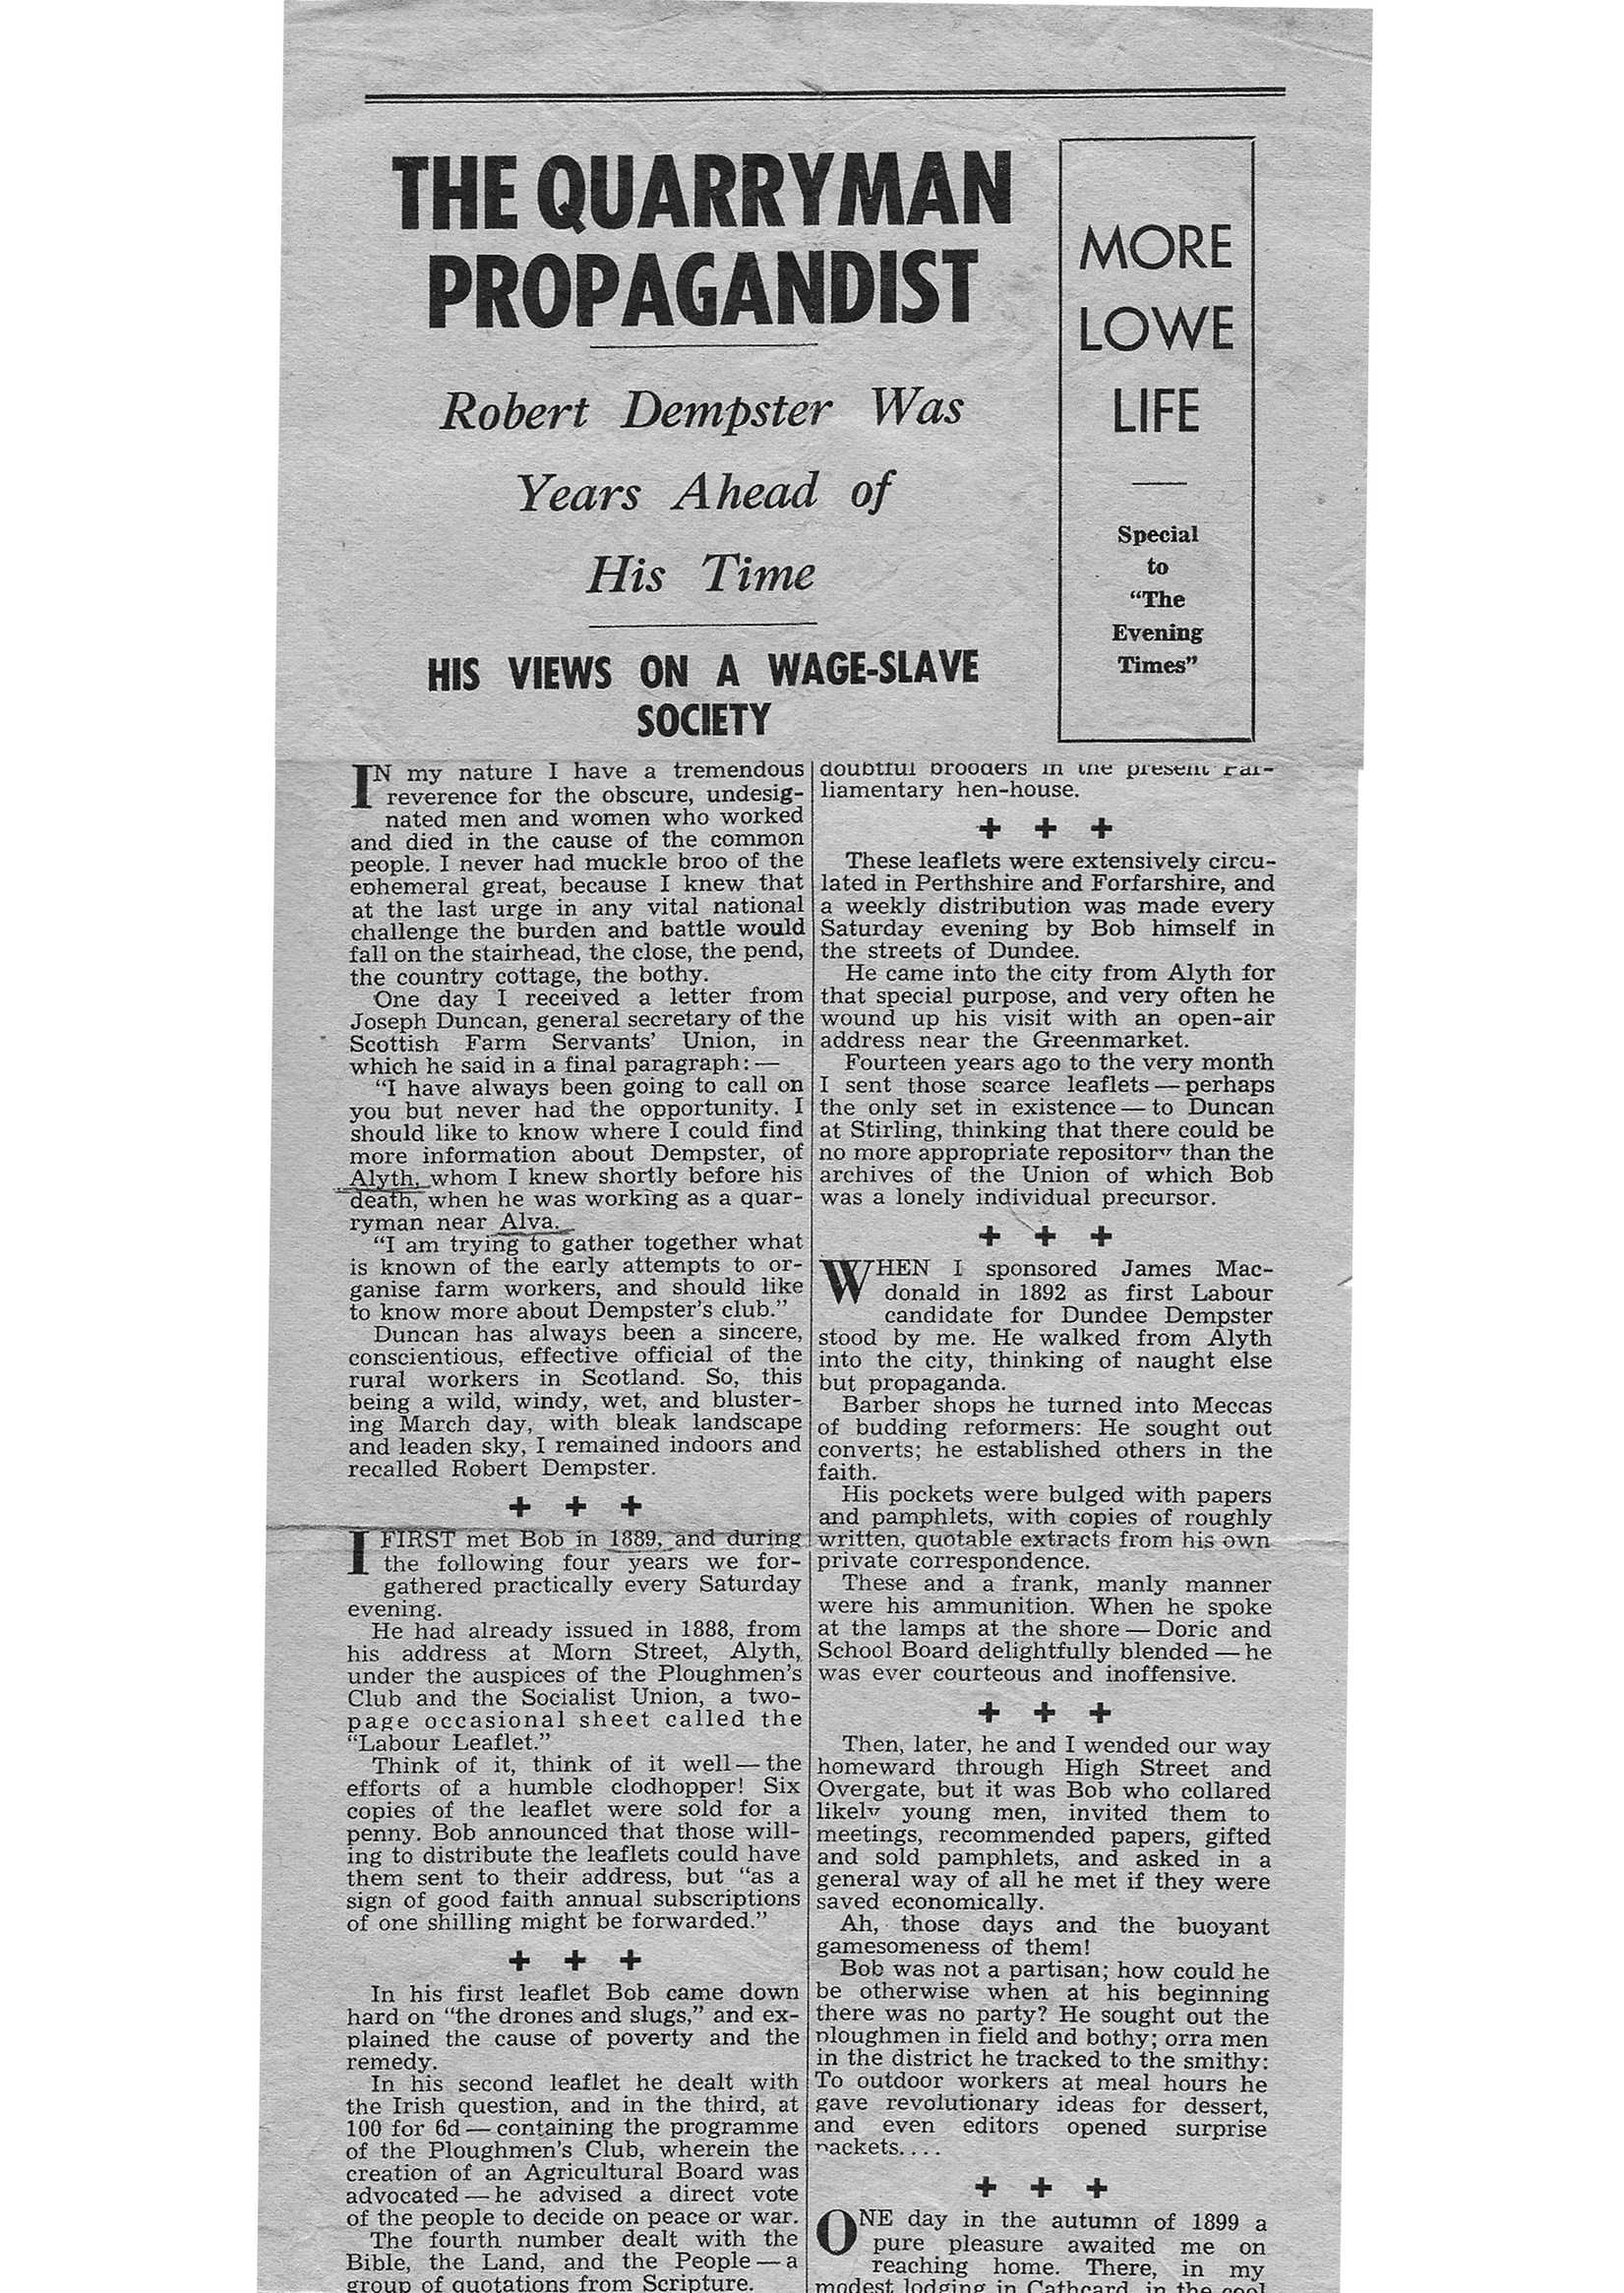 THE QUARRYMAN
PROPAGANDIST
Robert Dempster Was
Years Ahead of
His Time
HIS VIEWS ON A WAGE-SLAVE
SOCIETY
MORE
LOWE
LIFE
Special
to
"The
Evening
Times"
IN my nature I have a tremendous
reverence for the obscure, undesig-
nated men and women who worked
and died in the cause of the common
people. I never had muckle broo of the
ephemeral great, because I knew that
at the last urge in any vital national
challenge the burden and battle would
fall on the stairhead, the close, the pend,
the country cottage, the bothy.
One day I received a letter from
Joseph Duncan, general secretary of the
Scottish Farm Servants' Union, in
which he said in a final paragraph:—
"I have always been going to call on
you but never had the opportunity. I
should like to know where I could find
more information about Dempster, of
Alyth, whom I knew shortly before his
death, when he was working as a quar-
ryman near Alva.
"I am trying to gather together what
is known of the early attempts to or-
ganise farm workers, and should like
to know more about Dempster's club."
Duncan has always been a sincere,
conscientious, effective official of the
rural workers in Scotland. So, this
being a wild, windy, wet, and bluster-
ing March day, with bleak landscape
and leaden sky, I remained indoors and
recalled Robert Dempster.
+ + +
I FIRST met Bob in 1889, and during
the following four years we for-
gathered practically every Saturday
evening.
He had already issued in 1888, from
his address at Morn Street, Alyth,
under the auspices of the Ploughmen's
Club and the Socialist Union, a two-
page occasional sheet called the
"Labour Leaflet."
Think of it, think of it well—the
efforts of a humble clodhopper! Six
copies of the leaflet were sold for a
penny. Bob announced that those will-
ing to distribute the leaflets could have
them sent to their address, but "as a
sign of good faith annual subscriptions
of one shilling might be forwarded."
+ + +
In his first leaflet Bob came down
hard on "the drones and slugs," and ex-
plained the cause of poverty and the
remedy.
In his second leaflet he dealt with
the Irish question, and in the third, at
100 for 6d—containing the programme
of the Ploughmen's Club, wherein the
creation of an Agricultural Board was
advocated—he advised a direct vote
of the people to decide on peace or war.
The fourth number dealt with the
Bible, the Land, and the People—a
group of quotations from Scripture.
doubtful brooders in the present Par-
liamentary hen-house.
+ + +
These leaflets were extensively circu-
lated in Perthshire and Forfarshire, and
a weekly distribution was made every
Saturday evening by Bob himself in
the streets of Dundee.
He came into the city from Alyth for
that special purpose, and very often he
wound up his visit with an open-air
address near the Greenmarket.
Fourteen years ago to the very month
I sent those scarce leaflets—perhaps
the only set in existence—to Duncan
at Stirling, thinking that there could be
no more appropriate repository than the
archives of the Union of which Bob
was a lonely individual precursor.
+ + +
WHEN I sponsored James Mac-
donald in 1892 as first Labour
candidate for Dundee Dempster
stood by me. He walked from Alyth
into the city, thinking of naught else
but propaganda.
Barber shops he turned into Meccas
of budding reformers: He sought out
converts; he established others in the
faith.
His pockets were bulged with papers
and pamphlets, with copies of roughly
written, quotable extracts from his own
private correspondence.
These and a frank, manly manner
were his ammunition. When he spoke
at the lamps at the shore—Doric and
School Board delightfully blended—he
was ever courteous and inoffensive.
+ + +
Then, later, he and I wended our way
homeward through High Street and
Overgate, but it was Bob who collared
likely young men, invited them to
meetings, recommended papers, gifted
and sold pamphlets, and asked in a
general way of all he met if they were
saved economically.
Ah, those days and the buoyant
gamesomeness of them!
Bob was not a partisan; how could he
be otherwise when at his beginning
there was no party? He sought out the
ploughmen in field and bothy; orra men
in the district he tracked to the smithy:
To outdoor workers at meal hours he
gave revolutionary ideas for dessert,
and even editors opened surprise
packets....
+ + +
ONE day in the autumn of 1899 a
pure pleasure awaited me on
reaching home. There, in my
modest lodging in Cathcard, in the cool